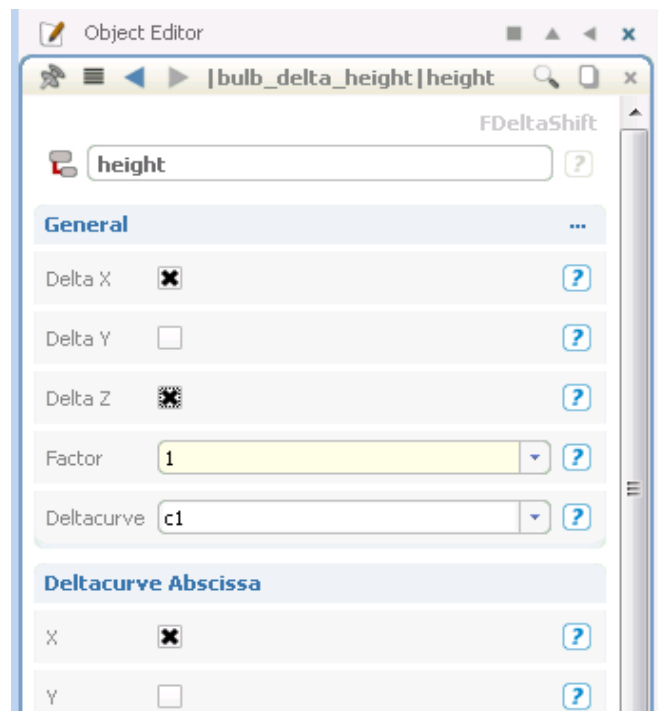 Object Editor
|bulb_delta_height|height
FDeltaShift
height ?
General ...
Delta X ?
Delta Y ?
Delta Z ?
Factor 1 ?
Deltacurve c1 ?
Deltacurve Abscissa
X ?
Y ?